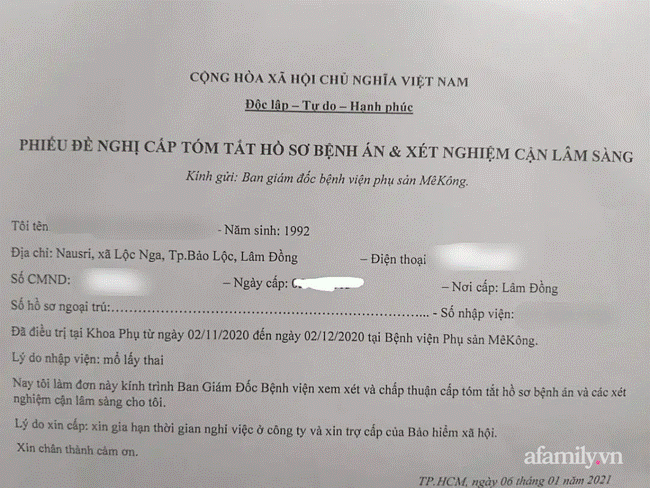 CỘNG HÒA XÃ HỘI CHỦ NGHĨA VIỆT NAM
Độc lập – Tự do – Hạnh phúc
PHIẾU ĐỀ NGHỊ CẤP TÓM TẮT HỒ SƠ BỆNH ÁN & XÉT NGHIỆM CẬN LÂM SÀNG
Kính gửi: Ban giám đốc bệnh viện phụ sản MêKông.
Tôi tên - Năm sinh: 1992
Địa chỉ: Nausri, xã Lộc Nga, Tp.Bảo Lộc, Lâm Đồng – Điện thoại
Số CMND: – Ngày cấp: – Nơi cấp: Lâm Đồng
Số hồ sơ ngoại trú:................................................................... - Số nhập viện:
Đã điều trị tại Khoa Phụ từ ngày 02/11/2020 đến ngày 02/12/2020 tại Bệnh viện Phụ sản MêKông.
Lý do nhập viện: mổ lấy thai
Nay tôi làm đơn này kính trình Ban Giám Đốc Bệnh viện xem xét và chấp thuận cấp tóm tắt hồ sơ bệnh án và các xét
nghiệm cận lâm sàng cho tôi.
Lý do xin cấp: xin gia hạn thời gian nghỉ việc ở công ty và xin trợ cấp của Bảo hiểm xã hội.
Xin chân thành cảm ơn.
afamily.vn
TP.HCM, ngày 06 tháng 01 năm 2021